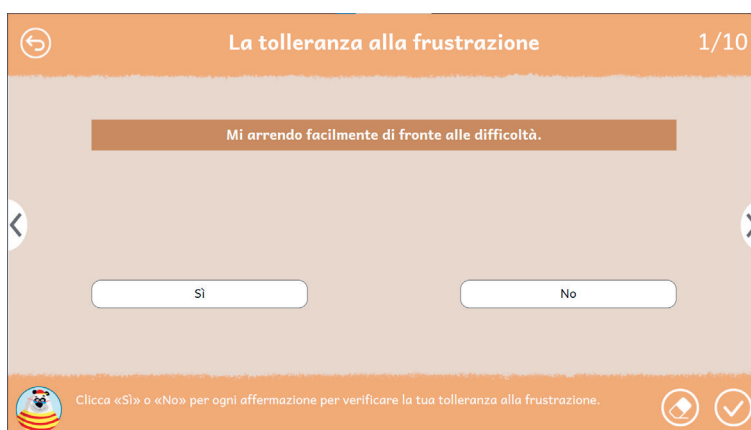 La tolleranza alla frustrazione
1/10
Mi arrendo facilmente di fronte alle difficoltà.
Sì
No
Clicca «Sì» o «No» per ogni affermazione per verificare la tua tolleranza alla frustrazione.